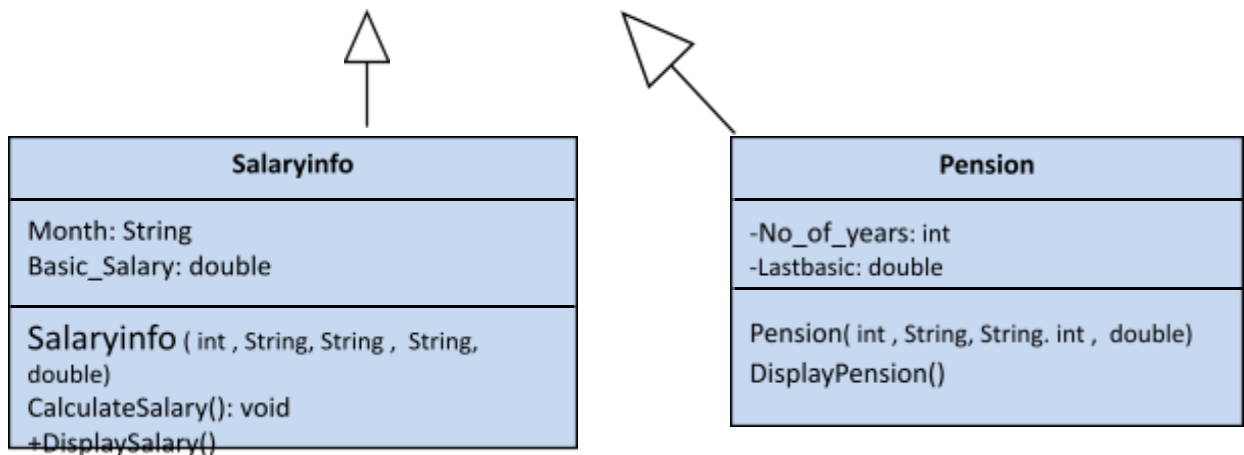 Salaryinfo
Month: String
Basic_Salary: double
Salaryinfo ( int , String, String , String,
double)
CalculateSalary(): void
+DisplaySalary()
Pension
-No_of_years: int
-Lastbasic: double
Pension( int , String, String. int , double)
DisplayPension()